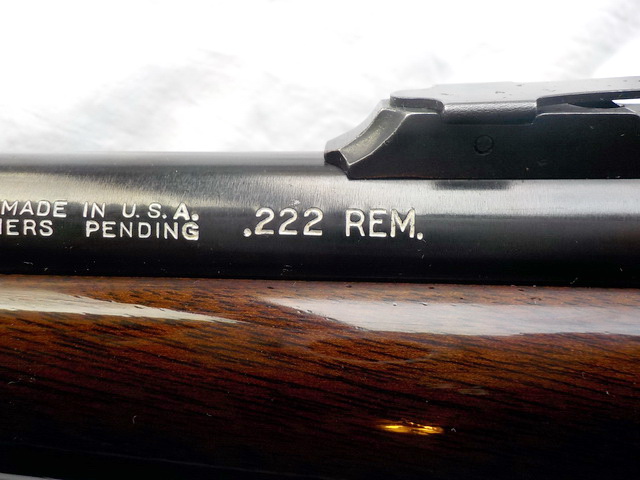 MADE IN U.S.A.
PENDING
.222 REM.